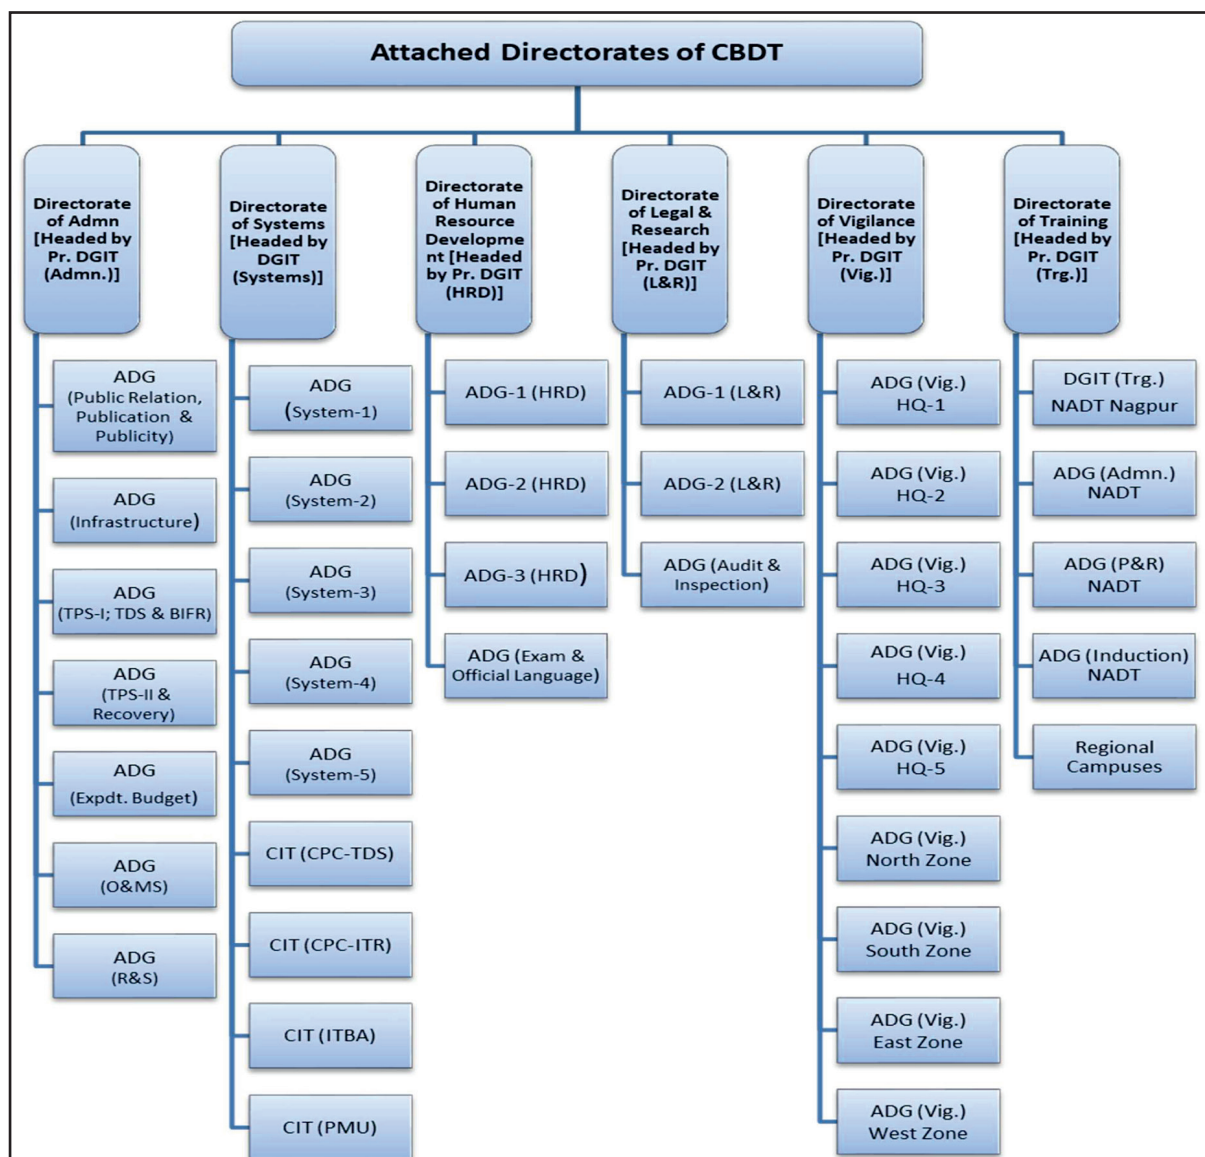 Attached Directorates of CBDT
Directorate
of Admn
[Headed by
Pr. DGIT
(Admn.)]
ADG
(Public Relation,
Publication &
Publicity)
ADG
(Infrastructure)
ADG
(TPS-I; TDS & BIFR)
ADG
(TPS-II &
Recovery)
ADG
(Expdt. Budget)
ADG
(O&MS)
ADG
(R&S)
Directorate
of Systems
[Headed by
DGIT
(Systems)]
ADG
(System-1)
ADG
(System-2)
ADG
(System-3)
ADG
(System-4)
ADG
(System-5)
CIT (CPC-TDS)
CIT (CPC-ITR)
CIT (ITBA)
CIT (PMU)
Directorate
of Human
Resource
Developme
nt [Headed
by Pr. DGIT
(HRD)]
ADG-1 (HRD)
ADG-2 (HRD)
ADG-3 (HRD)
ADG (Exam &
Official Language)
Directorate
of Legal &
Research
[Headed by
Pr. DGIT
(L&R)]
ADG-1 (L&R)
ADG-2 (L&R)
ADG (Audit &
Inspection)
Directorate
of Vigilance
[Headed by
Pr. DGIT
(Vig.)]
ADG (Vig.)
HQ-1
ADG (Vig.)
HQ-2
ADG (Vig.)
HQ-3
ADG (Vig.)
HQ-4
ADG (Vig.)
HQ-5
ADG (Vig.)
North Zone
ADG (Vig.)
South Zone
ADG (Vig.)
East Zone
ADG (Vig.)
West Zone
Directorate
of Training
[Headed by
Pr. DGIT
(Trg.)]
DGIT (Trg.)
NADT Nagpur
ADG (Admn.)
NADT
ADG (P&R)
NADT
ADG (Induction)
NADT
Regional
Campuses